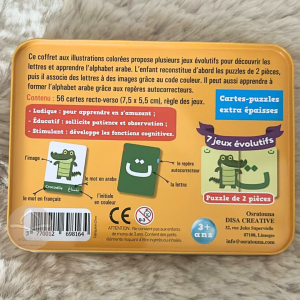 Ce coffret aux illustrations colorées propose plusieurs jeux évolutifs pour découvrir les
lettres et apprendre l'alphabet arabe. L'enfant reconstitue d'abord les puzzles de 2 pièces,
puis il associe des lettres à des images grâce au code couleur. Il peut aussi apprendre à
former l'alphabet arabe grâce aux repères autocorrecteurs.
Contenu : 56 cartes recto-verso (7,5 x 5,5 cm), règle des jeux.
- Ludique : pour apprendre en s'amusant ;
- Éducatif : sollicite patience et observation ;
- Stimulant : développe les fonctions cognitives.
Cartes-puzzles
extra épaisses
7 jeux évolutifs
Puzzle de 2 pièces
l'image
le mot en arabe
le mot en français
l'initiale
en couleur
le repère
autocorrecteur
la lettre
Crocodile
ت
CE
ATTENTION!
3+
ans
DISA CREATIVE
87100, Limoges